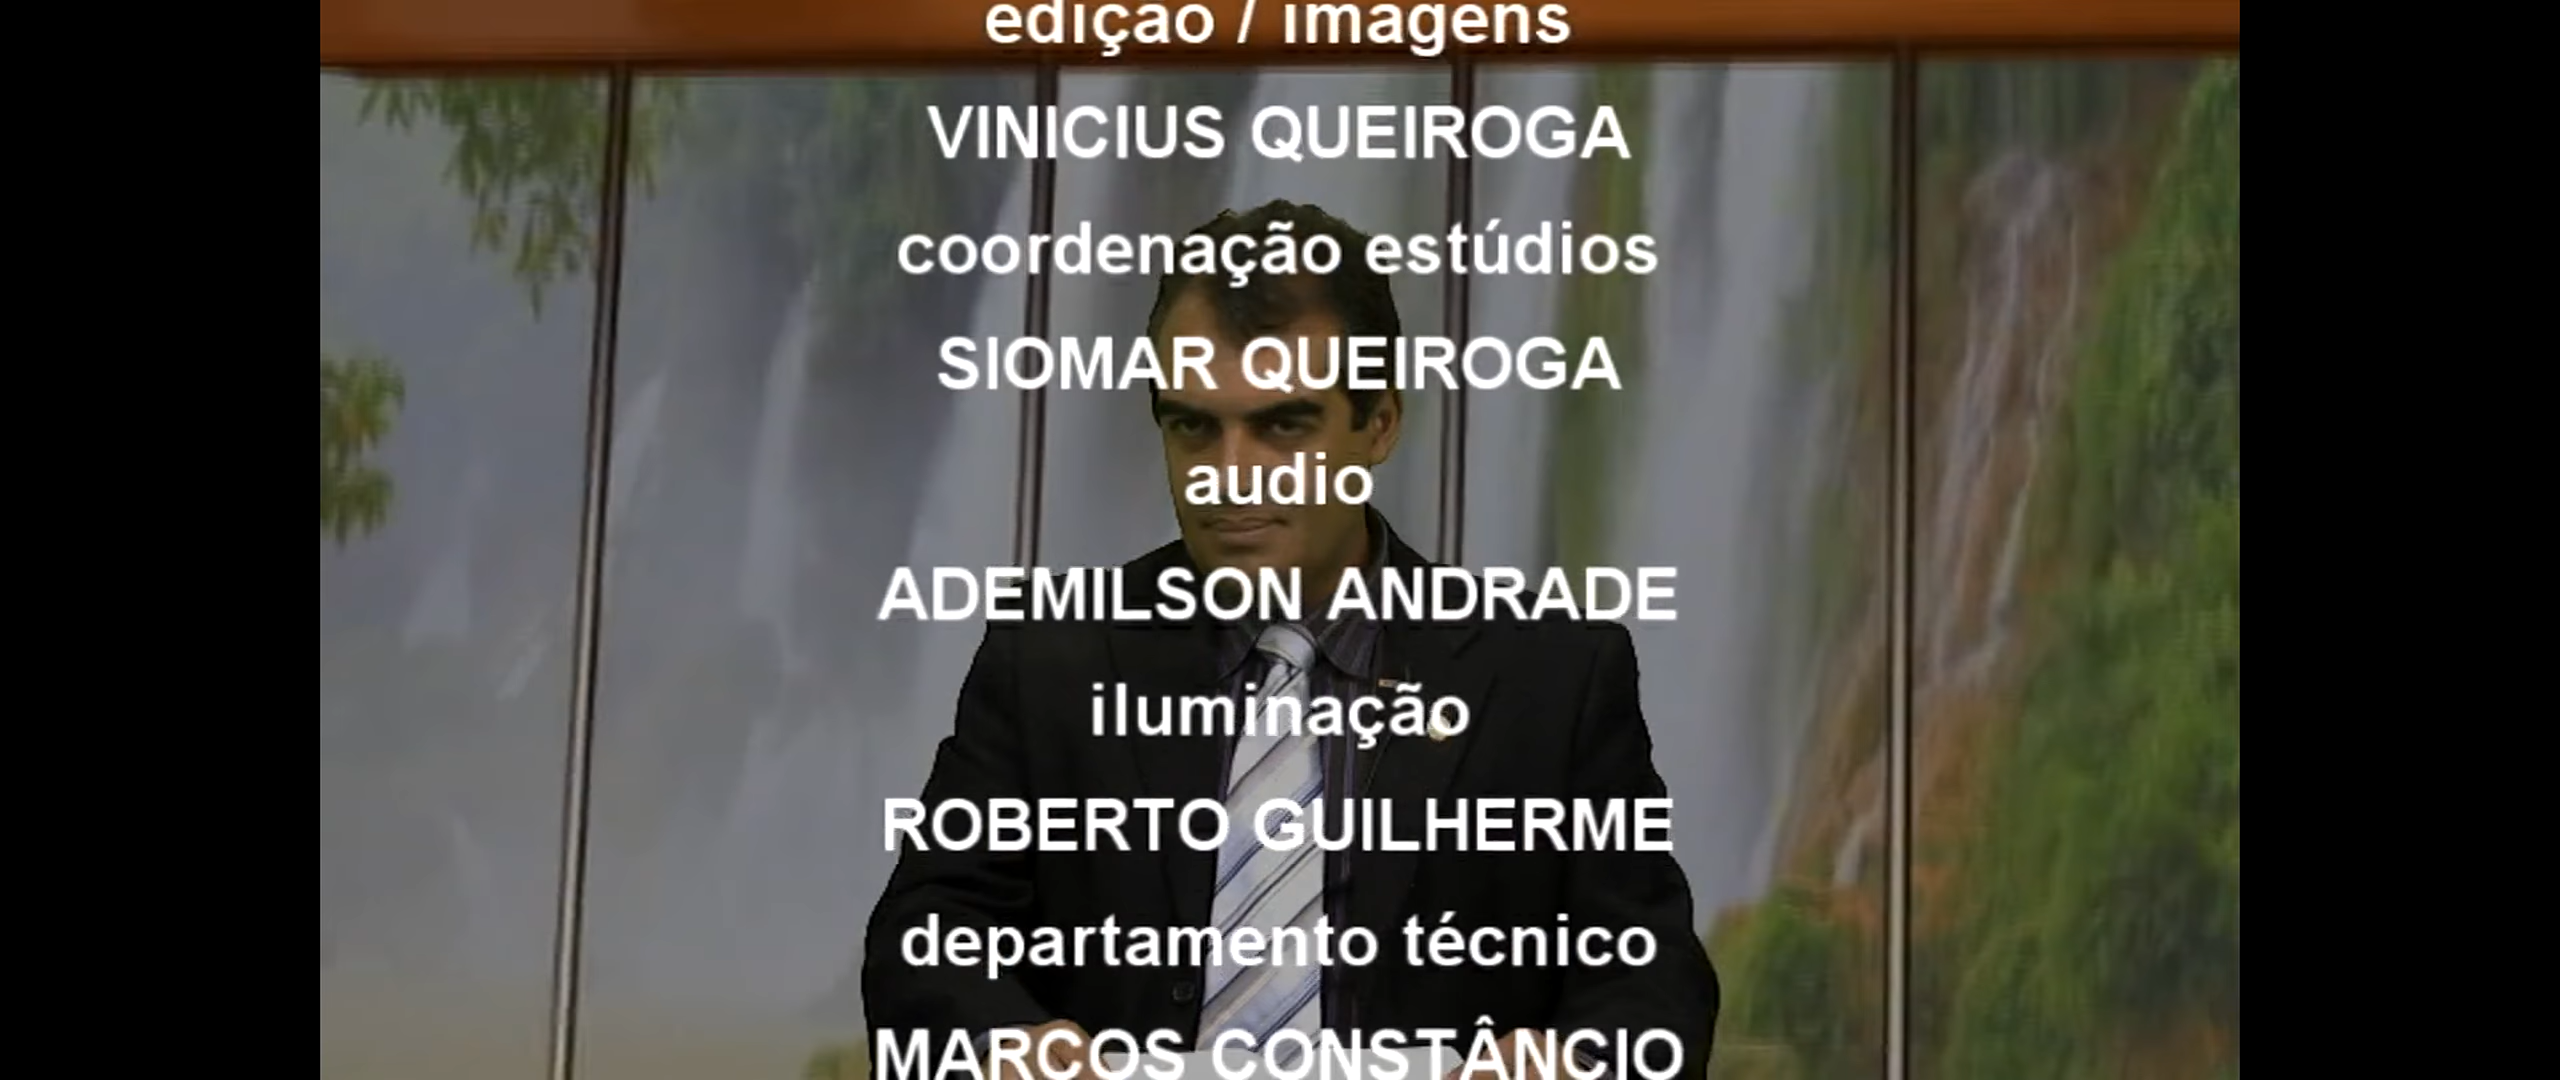 edição / imagens
VINICIUS QUEIROGA
coordenação estúdios
SIOMAR QUEIROGA
audio
ADEMILSON ANDRADE
iluminação
ROBERTO GUILHERME
departamento técnico
MARCOS CONSTÂNCIO